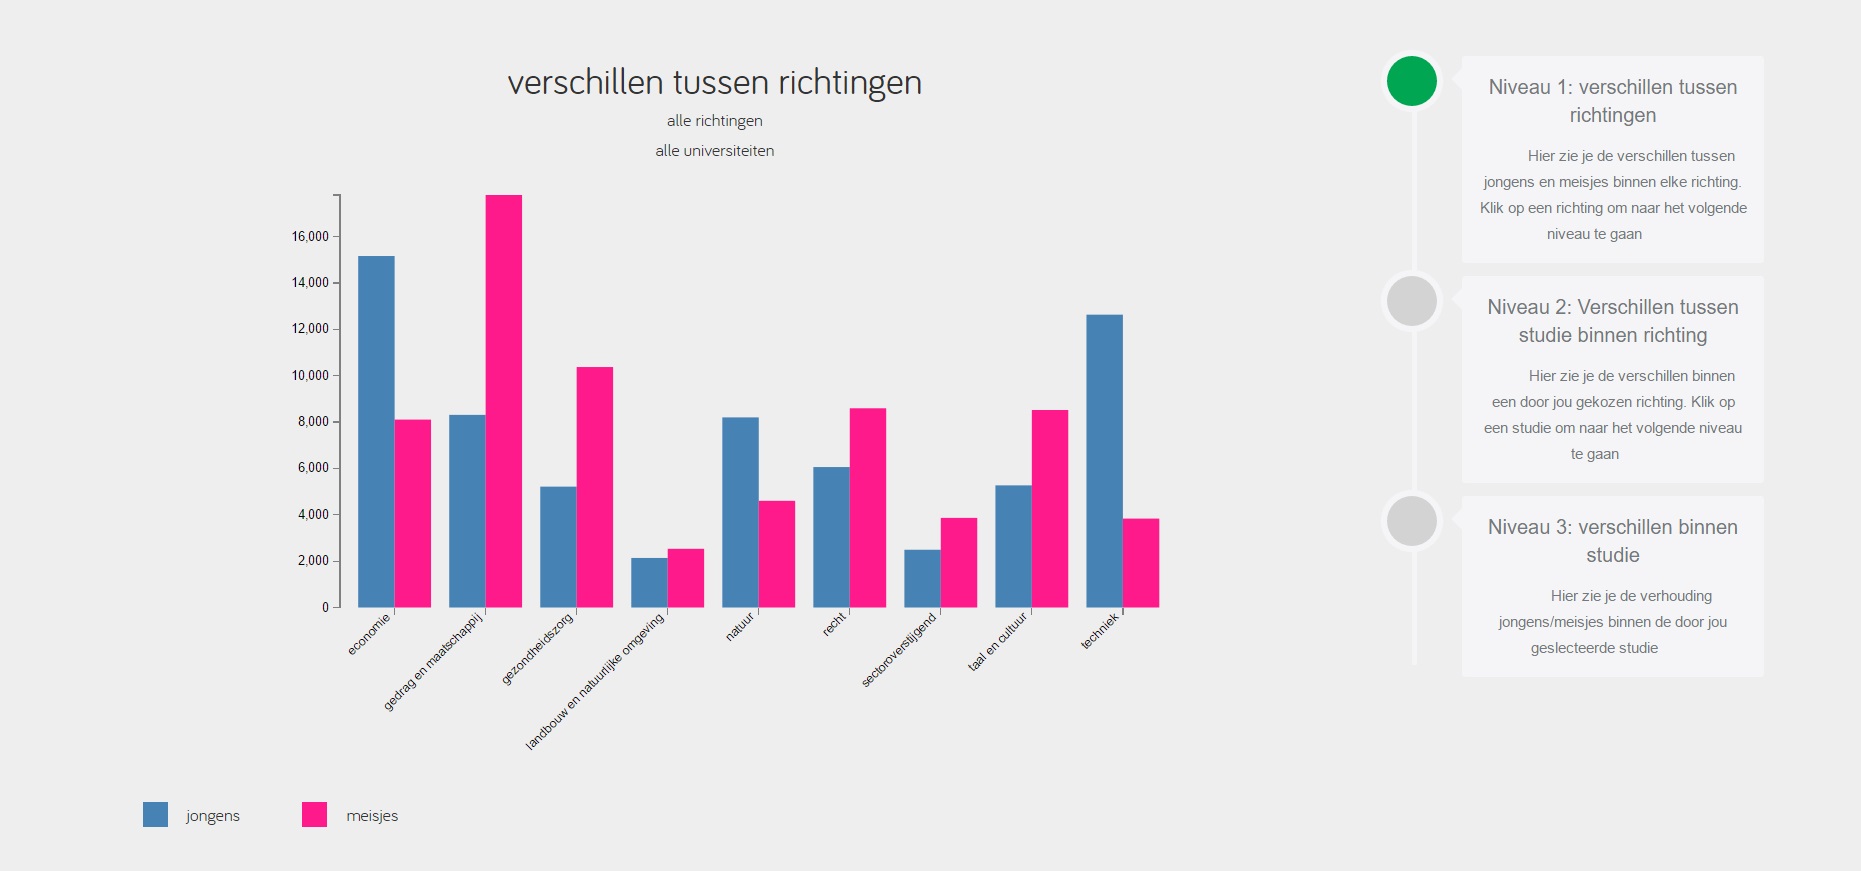 verschillen tussen richtingen
alle richtingen
alle universiteiten
16,000
14,000
12,000
10,000
8,000
6,000
4,000
2,000
0
economie
gedrag en maatschappij
gezondheidszorg
landbouw en natuurlijke omgeving
natuur
recht
sectoroverstijgend
taal en cultuur
techniek
jongens
meisjes
Niveau 1: verschillen tussen
richtingen
Hier zie je de verschillen tussen
jongens en meisjes binnen elke richting.
Klik op een richting om naar het volgende
niveau te gaan
Niveau 2: Verschillen tussen
studie binnen richting
Hier zie je de verschillen binnen
een door jou gekozen richting. Klik op
een studie om naar het volgende niveau
te gaan
Niveau 3: verschillen binnen
studie
Hier zie je de verhouding
jongens/meisjes binnen de door jou
geslecteerde studie